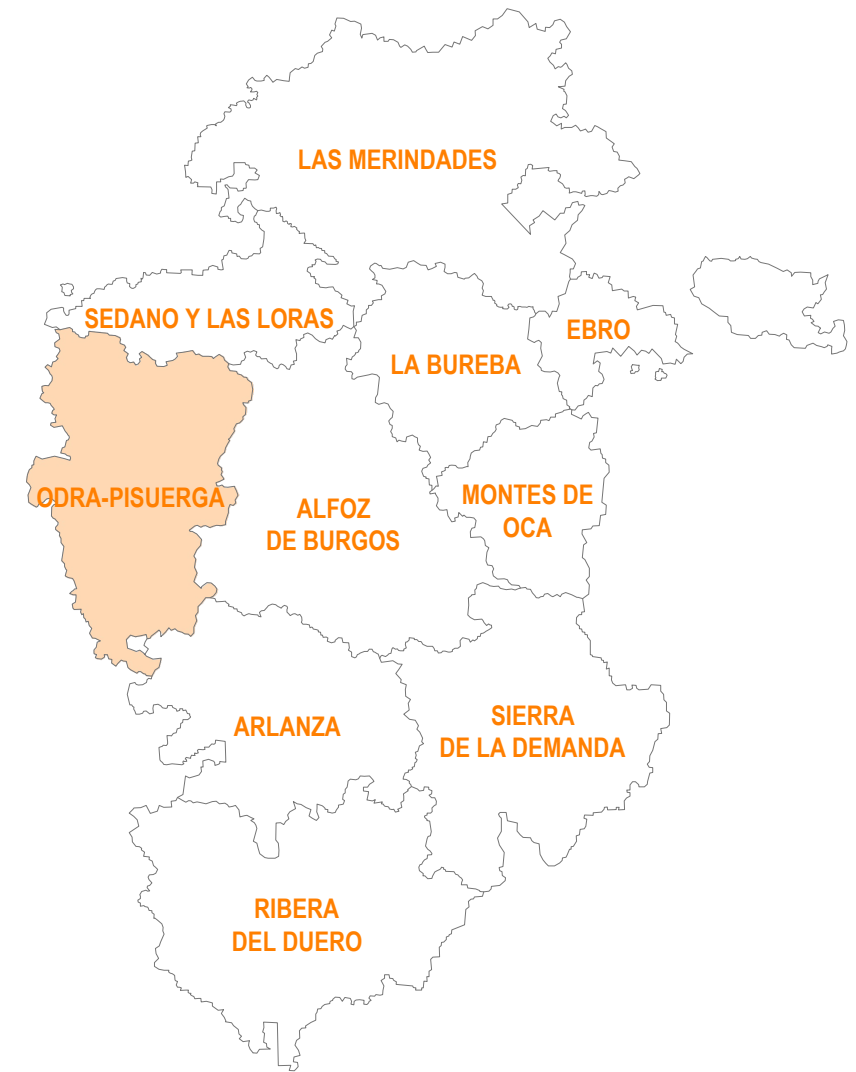 LAS MERINDADES
SEDANO Y LAS LORAS
EBRO
LA BUREBA
ODRA-PISUERGA
MONTES DE
OCA
ALFOZ
DE BURGOS
ARLANZA
SIERRA
DE LA DEMANDA
RIBERA
DEL DUERO